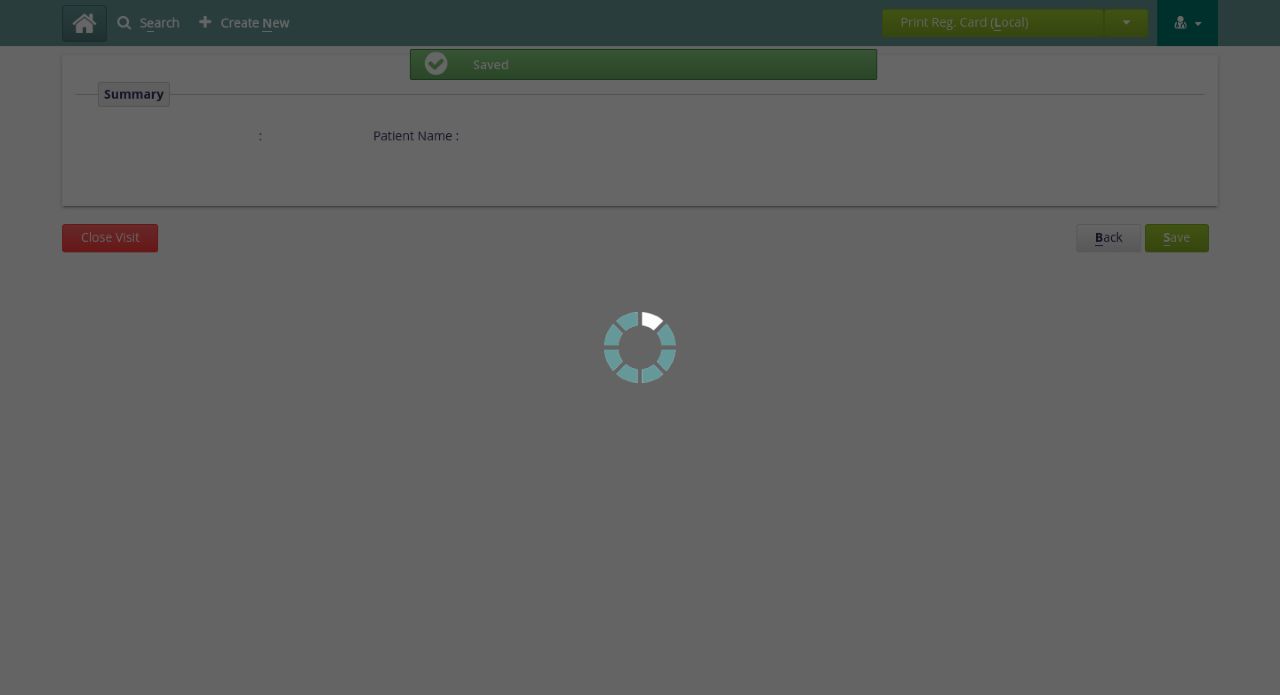 Search Create New Print Reg. Card (Local)
Saved
Summary
: Patient Name :
Close Visit Back Save